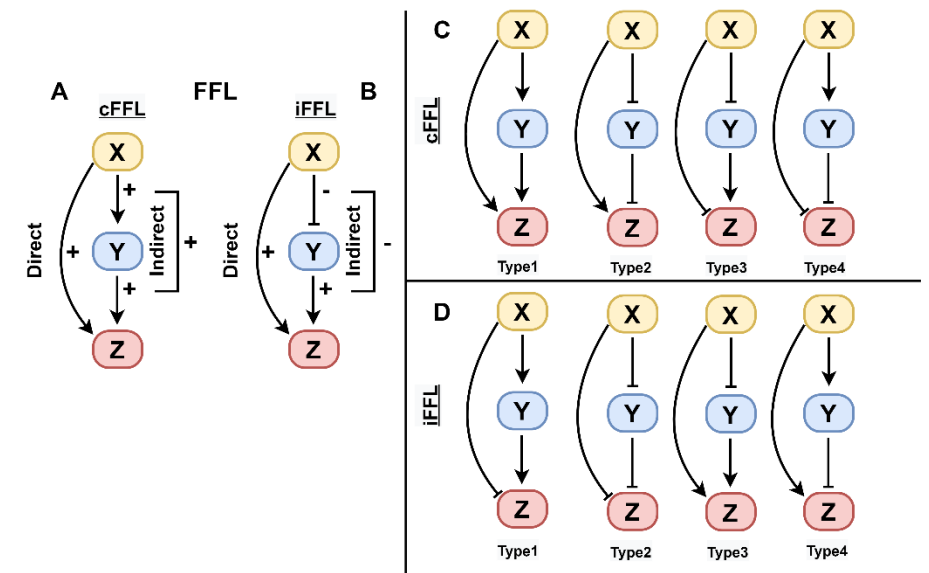 A
FFL
B
cFFL
iFFL
X
X
+
-
Direct
+
Y
Indirect
+
Direct
+
Y
Indirect
-
+
+
Z
Z
C
cFFL
X
X
X
X
Y
Y
Y
Y
Z
Z
Z
Z
Type1
Type2
Type3
Type4
D
iFFL
X
X
X
X
Y
Y
Y
Y
Z
Z
Z
Z
Type1
Type2
Type3
Type4